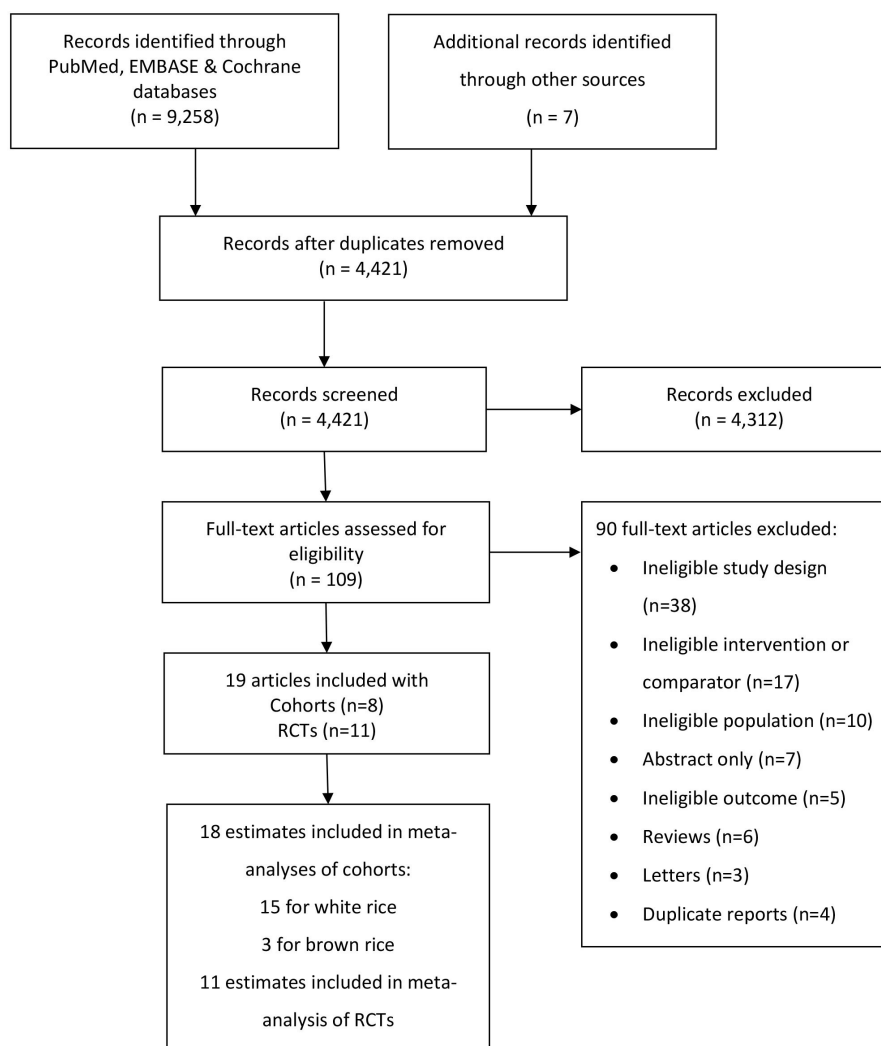 Records identified through
PubMed, EMBASE & Cochrane
databases
(n = 9,258)
Additional records identified
through other sources
(n = 7)
Records after duplicates removed
(n = 4,421)
Records screened
(n = 4,421)
Records excluded
(n = 4,312)
Full-text articles assessed for
eligibility
(n = 109)
90 full-text articles excluded:
• Ineligible study design
(n=38)
• Ineligible intervention or
comparator (n=17)
• Ineligible population (n=10)
• Abstract only (n=7)
• Ineligible outcome (n=5)
• Reviews (n=6)
• Letters (n=3)
• Duplicate reports (n=4)
19 articles included with
Cohorts (n=8)
RCTs (n=11)
18 estimates included in meta-
analyses of cohorts:
15 for white rice
3 for brown rice
11 estimates included in meta-
analysis of RCTs